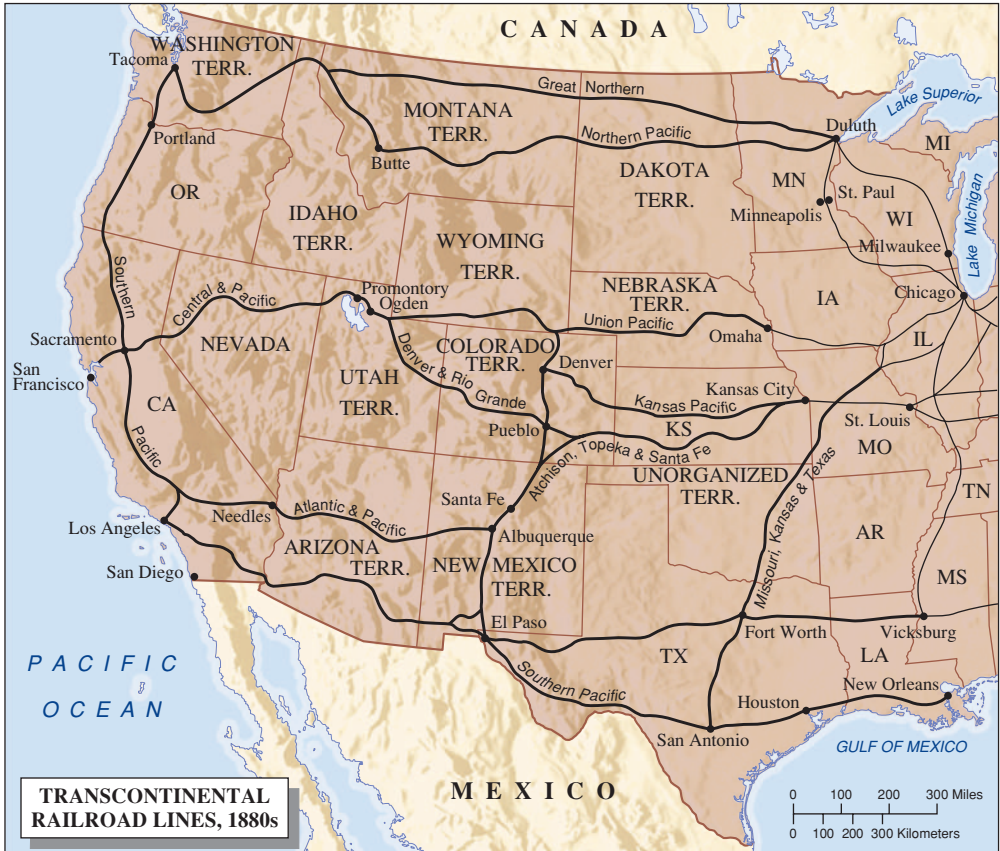 CANADA
WASHINGTON
TERR.
Tacoma
Great Northern
Lake Superior
MONTANA
TERR.
Portland
Northern Pacific
Duluth
Butte
MI
DAKOTA
TERR.
OR
MN
St. Paul
Minneapolis
WI
Lake Michigan
IDAHO
TERR.
WYOMING
TERR.
Milwaukee
Southern
Central & Pacific
Promontory
Ogden
NEBRASKA
TERR.
IA
Chicago
Union Pacific
Omaha
Sacramento
NEVADA
COLORADO
TERR.
IL
San
Francisco
Denver & Rio Grande
Denver
UTAH
TERR.
Kansas City
CA
Kansas Pacific
St. Louis
Pueblo
KS
MO
Pacific
Atchison, Topeka & Santa Fe
UNORGANIZED
TERR.
Missouri, Kansas & Texas
TN
Santa Fe
Needles
Atlantic & Pacific
Los Angeles
Albuquerque
AR
ARIZONA
TERR.
NEW MEXICO
TERR.
San Diego
MS
El Paso
Fort Worth
Vicksburg
TX
LA
PACIFIC
OCEAN
Southern Pacific
New Orleans
Houston
San Antonio
GULF OF MEXICO
MEXICO
TRANSCONTINENTAL
RAILROAD LINES, 1880s
0 100 200 300 Miles
0 100 200 300 Kilometers